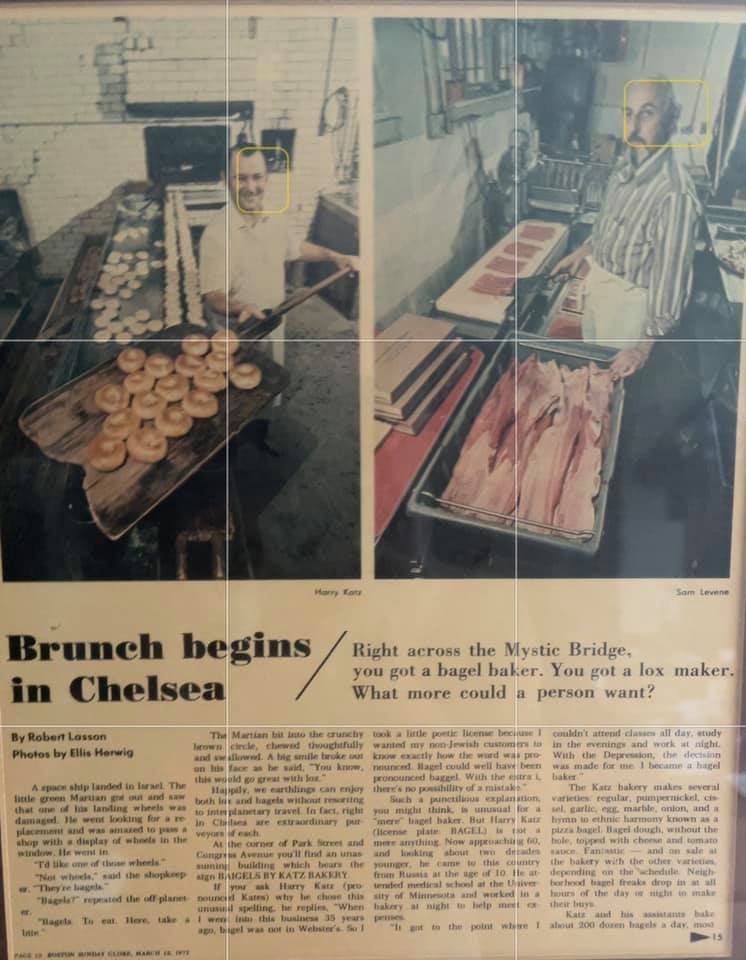 Harry Katz
Sam Levene
Brunch begins
in Chelsea
Right across the Mystic Bridge,
you got a bagel baker. You got a lox maker.
What more could a person want?
By Robert Lasson
Photos by Ellis Herwig
A space ship landed in Israel. The
little green Martian got out and saw
that one of his landing wheels was
damaged. He went looking for a re-
placement and was amazed to pass a
shop with a display of wheels in the
window. He went in.
"I'd like one of those wheels."
"Not wheels," said the shopkeep-
er. "They're bagels."
"Bagels?" repeated the off-planet-
er.
"Bagels. To eat. Here, take a
bite."
The Martian bit into the crunchy
brown circle, chewed thoughtfully
and swallowed. A big smile broke out
on his face as he said, "You know,
this would go great with lox."
Happily, we earthlings can enjoy
both lox and bagels without resorting
to interplanetary travel. In fact, right
in Chelsea are extraordinary pur-
veyors of each.
At the corner of Park Street and
Congress Avenue you'll find an unas-
suming building which bears the
sign BAIGELS BY KATZ BAKERY.
If you ask Harry Katz (pro-
nounced Kates) why he chose this
unusual spelling, he replies, "When
I went into this business 35 years
ago, bagel was not in Webster's. So I
took a little poetic license because I
wanted my non-Jewish customers to
know exactly how the word was pro-
nounced. Bagel could well have been
pronounced baggel. With the extra i,
there's no possibility of a mistake."
Such a punctilious explanation,
you might think, is unusual for a
"mere" bagel baker. But Harry Katz
(license plate: BAGEL) is not a
mere anything. Now approaching 60,
and looking about two decades
younger, he came to this country
from Russia at the age of 10. He at-
tended medical school at the Univer-
sity of Minnesota and worked in a
bakery at night to help meet ex-
penses.
"It got to the point where I
couldn't attend classes all day, study
in the evenings and work at night.
With the Depression, the decision
was made for me. I became a bagel
baker."
The Katz bakery makes several
varieties: regular, pumpernickel, cis-
sel, garlic, egg, marble, onion, and a
hymn to ethnic harmony known as a
pizza bagel. Bagel dough, without the
hole, topped with cheese and tomato
sauce. Fantastic — and on sale at
the bakery with the other varieties,
depending on the schedule. Neigh-
borhood bagel freaks drop in at all
hours of the day or night to make
their buys.
Katz and his assistants bake
about 200 dozen bagels a day, most
15
PAGE BOSTON SUNDAY GLOBE, MARCH